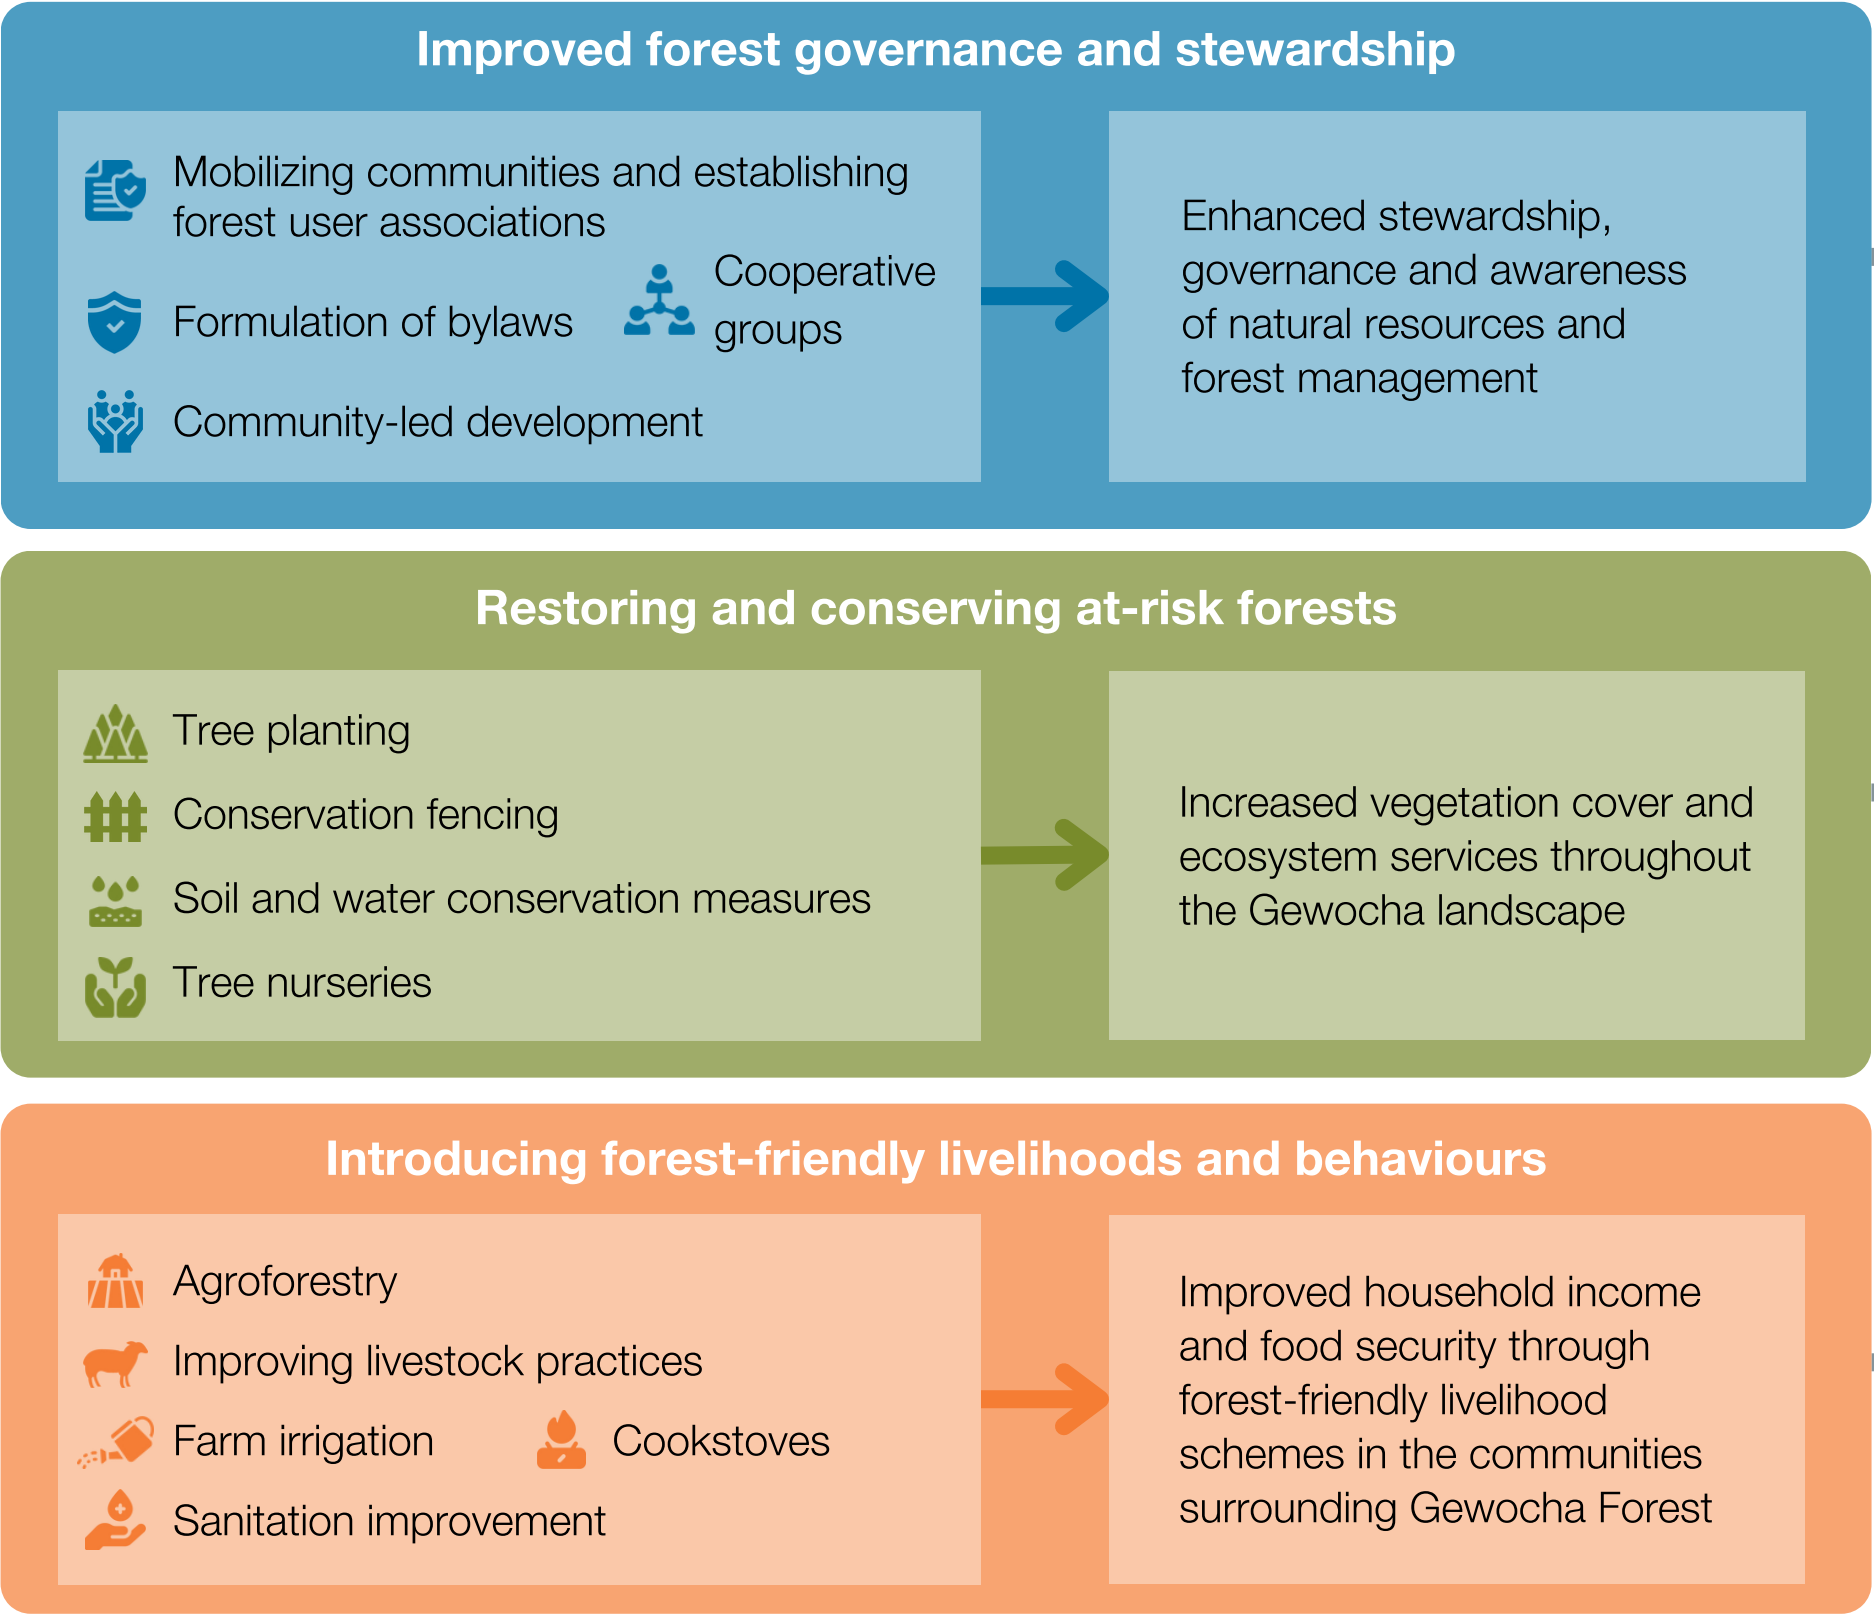 Improved forest governance and stewardship
Mobilizing communities and establishing
forest user associations
Formulation of bylaws
Cooperative
groups
Community-led development
Enhanced stewardship,
governance and awareness
of natural resources and
forest management
Restoring and conserving at-risk forests
Tree planting
Conservation fencing
Soil and water conservation measures
Tree nurseries
Increased vegetation cover and
ecosystem services throughout
the Gewocha landscape
Introducing forest-friendly livelihoods and behaviours
Agroforestry
Improving livestock practices
Farm irrigation
Cookstoves
Sanitation improvement
Improved household income
and food security through
forest-friendly livelihood
schemes in the communities
surrounding Gewocha Forest